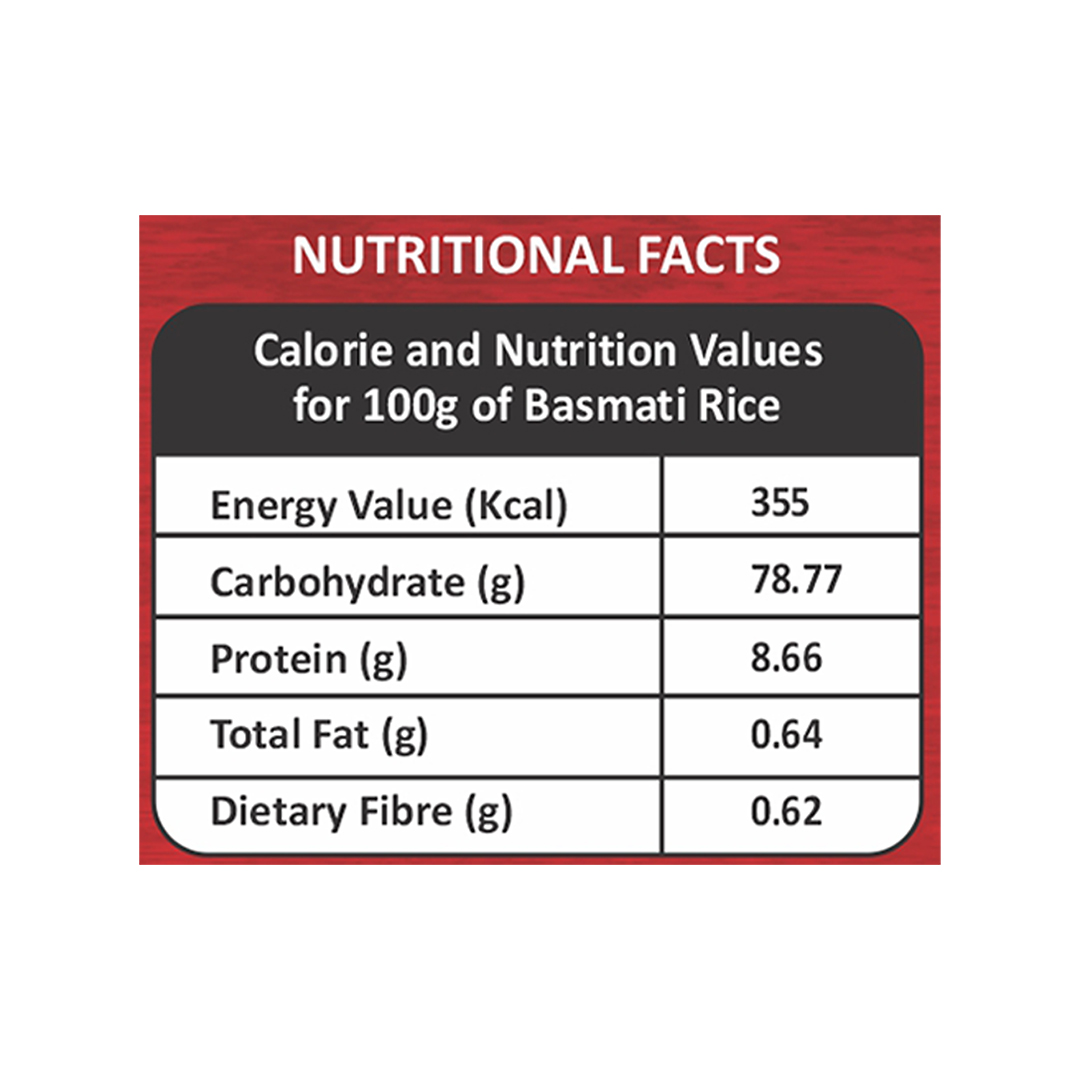 NUTRITIONAL FACTS
Calorie and Nutrition Values
for 100g of Basmati Rice
Energy Value (Kcal) 355
Carbohydrate (g) 78.77
Protein (g) 8.66
Total Fat (g) 0.64
Dietary Fibre (g) 0.62